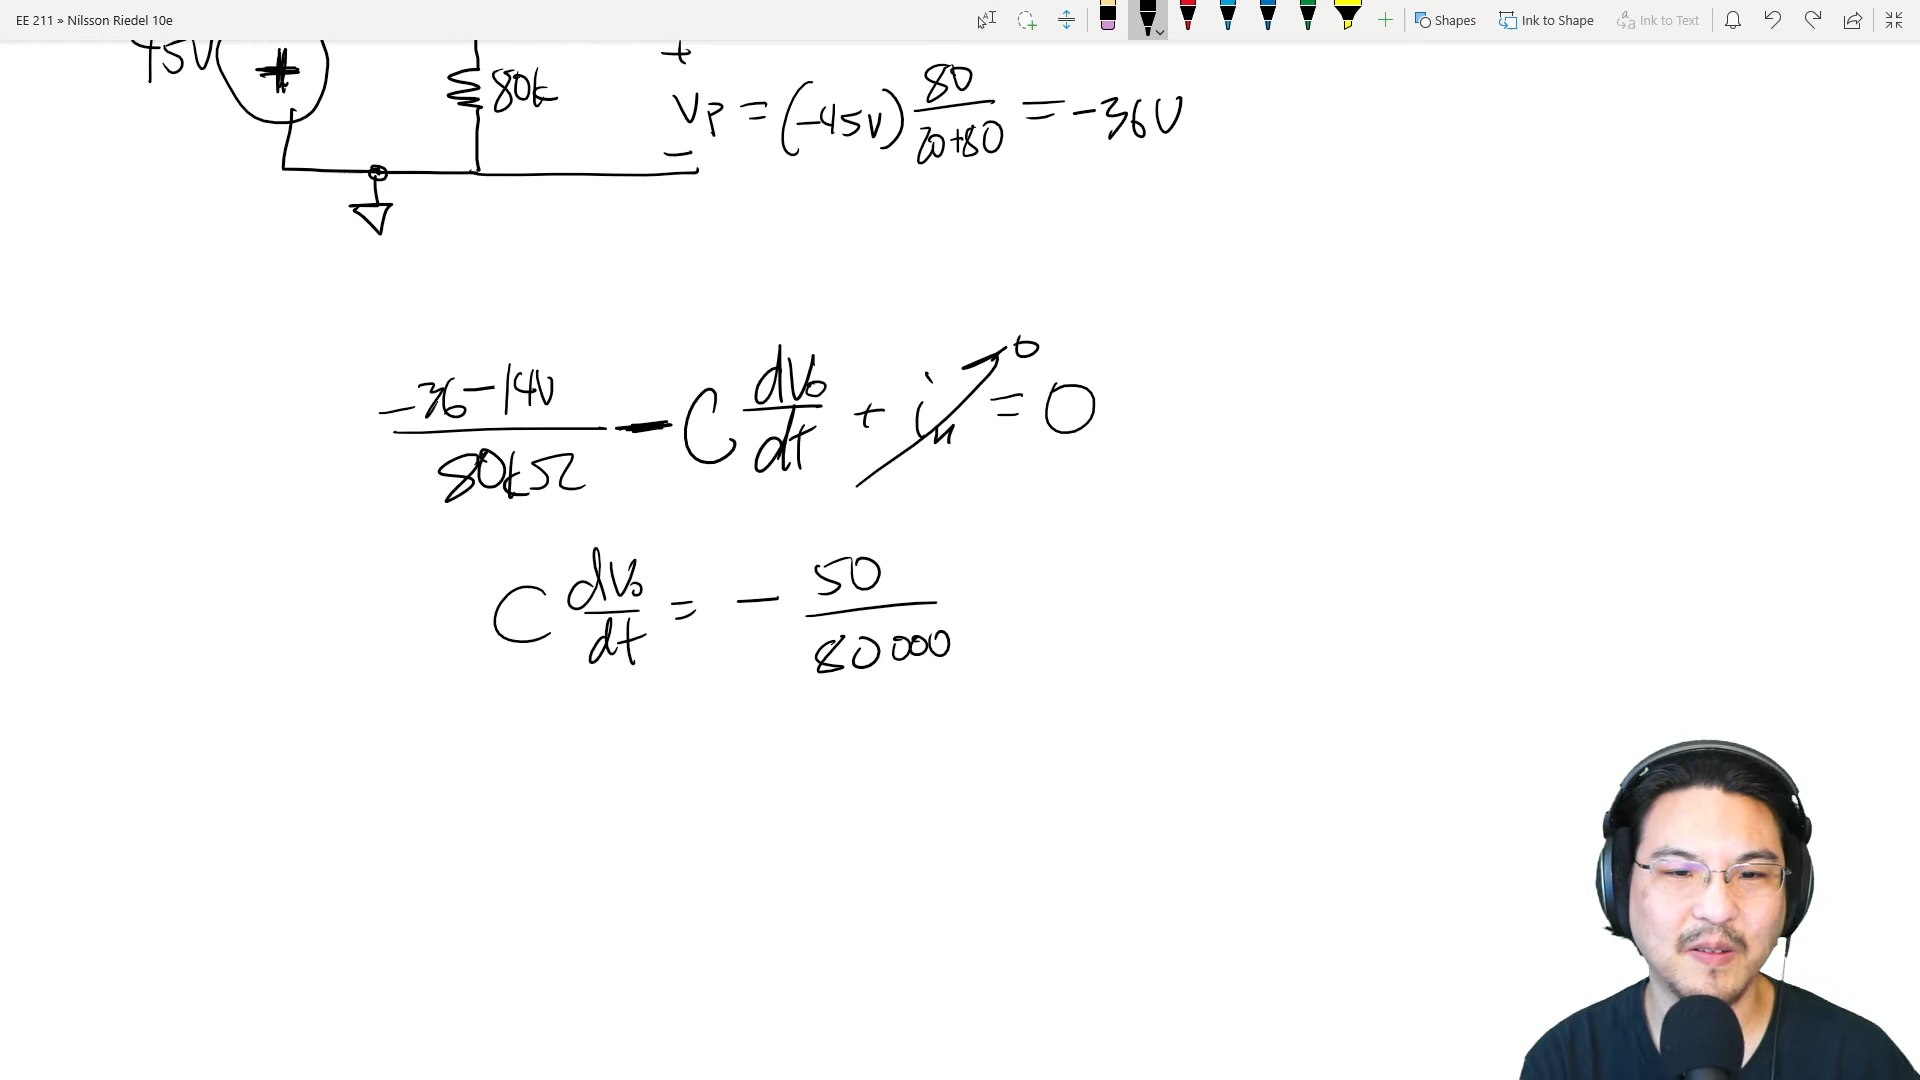 EE 211 » Nilsson Riedel 10e
Shapes
Ink to Shape
Ink to Text
45V
80k
+
Vp = (-45V) 80/(20+80) = -36V
-
(-36-14V)/80kΩ - C dVo/dt + in = 0
0
C dVo/dt = - 50/80000